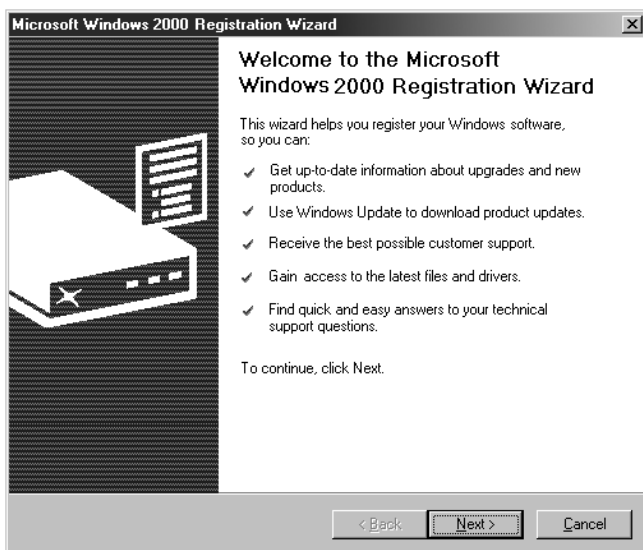 Microsoft Windows 2000 Registration Wizard
Welcome to the Microsoft
Windows 2000 Registration Wizard
This wizard helps you register your Windows software,
so you can:
Get up-to-date information about upgrades and new
products.
Use Windows Update to download product updates.
Receive the best possible customer support.
Gain access to the latest files and drivers.
Find quick and easy answers to your technical
support questions.
To continue, click Next.
< Back
Next >
Cancel